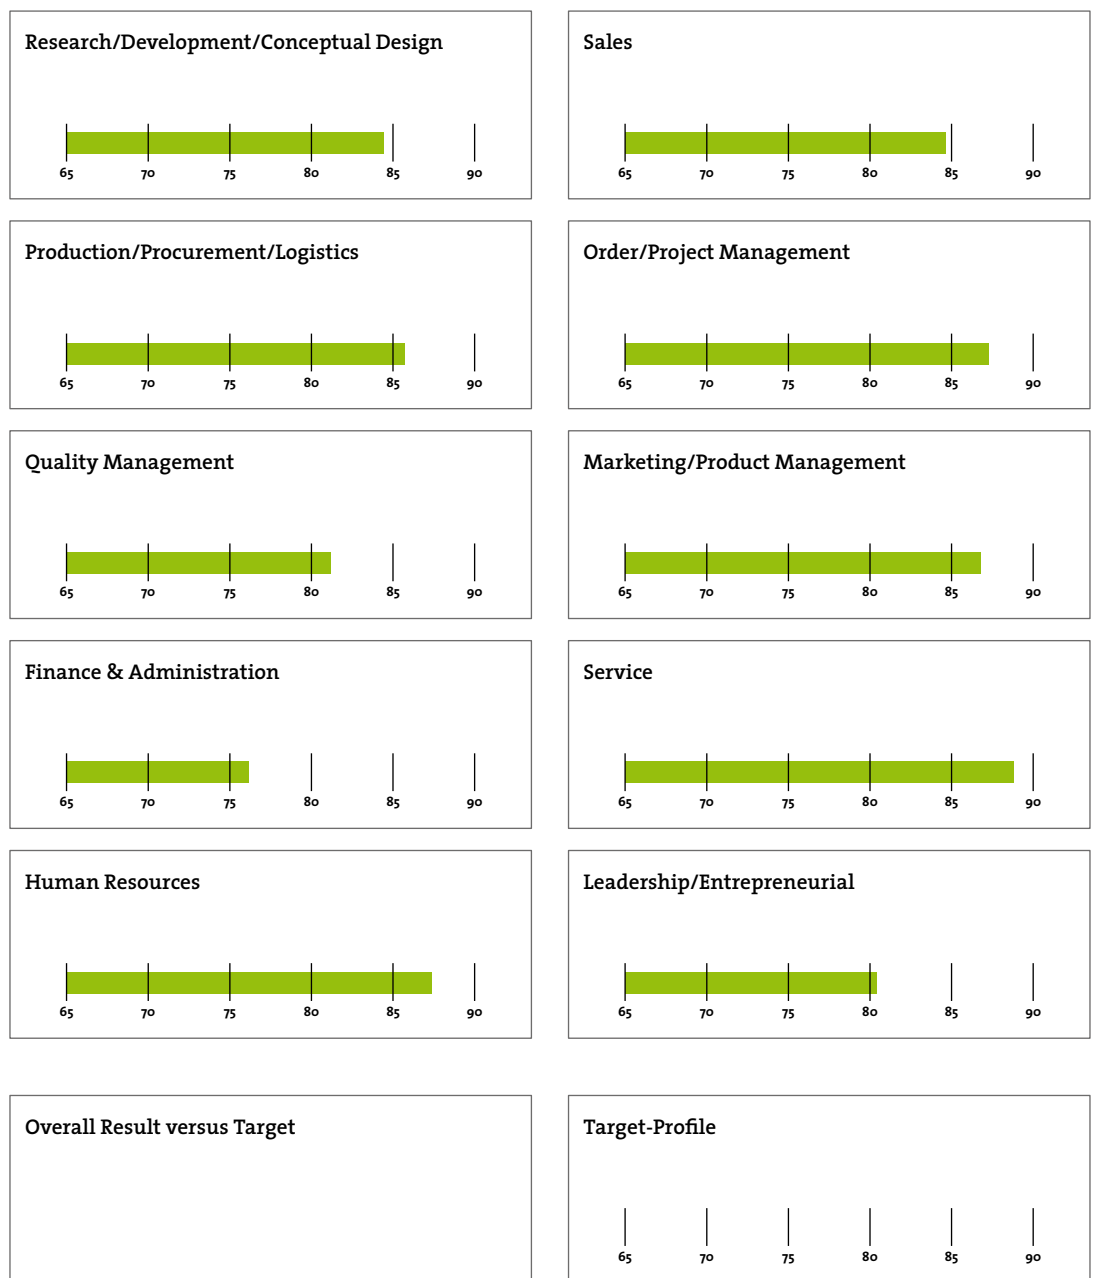 Research/Development/Conceptual Design
65 70 75 80 85 90
Sales
65 70 75 80 85 90
Production/Procurement/Logistics
65 70 75 80 85 90
Order/Project Management
65 70 75 80 85 90
Quality Management
65 70 75 80 85 90
Marketing/Product Management
65 70 75 80 85 90
Finance & Administration
65 70 75 80 85 90
Service
65 70 75 80 85 90
Human Resources
65 70 75 80 85 90
Leadership/Entrepreneurial
65 70 75 80 85 90
Overall Result versus Target
Target-Profile
65 70 75 80 85 90